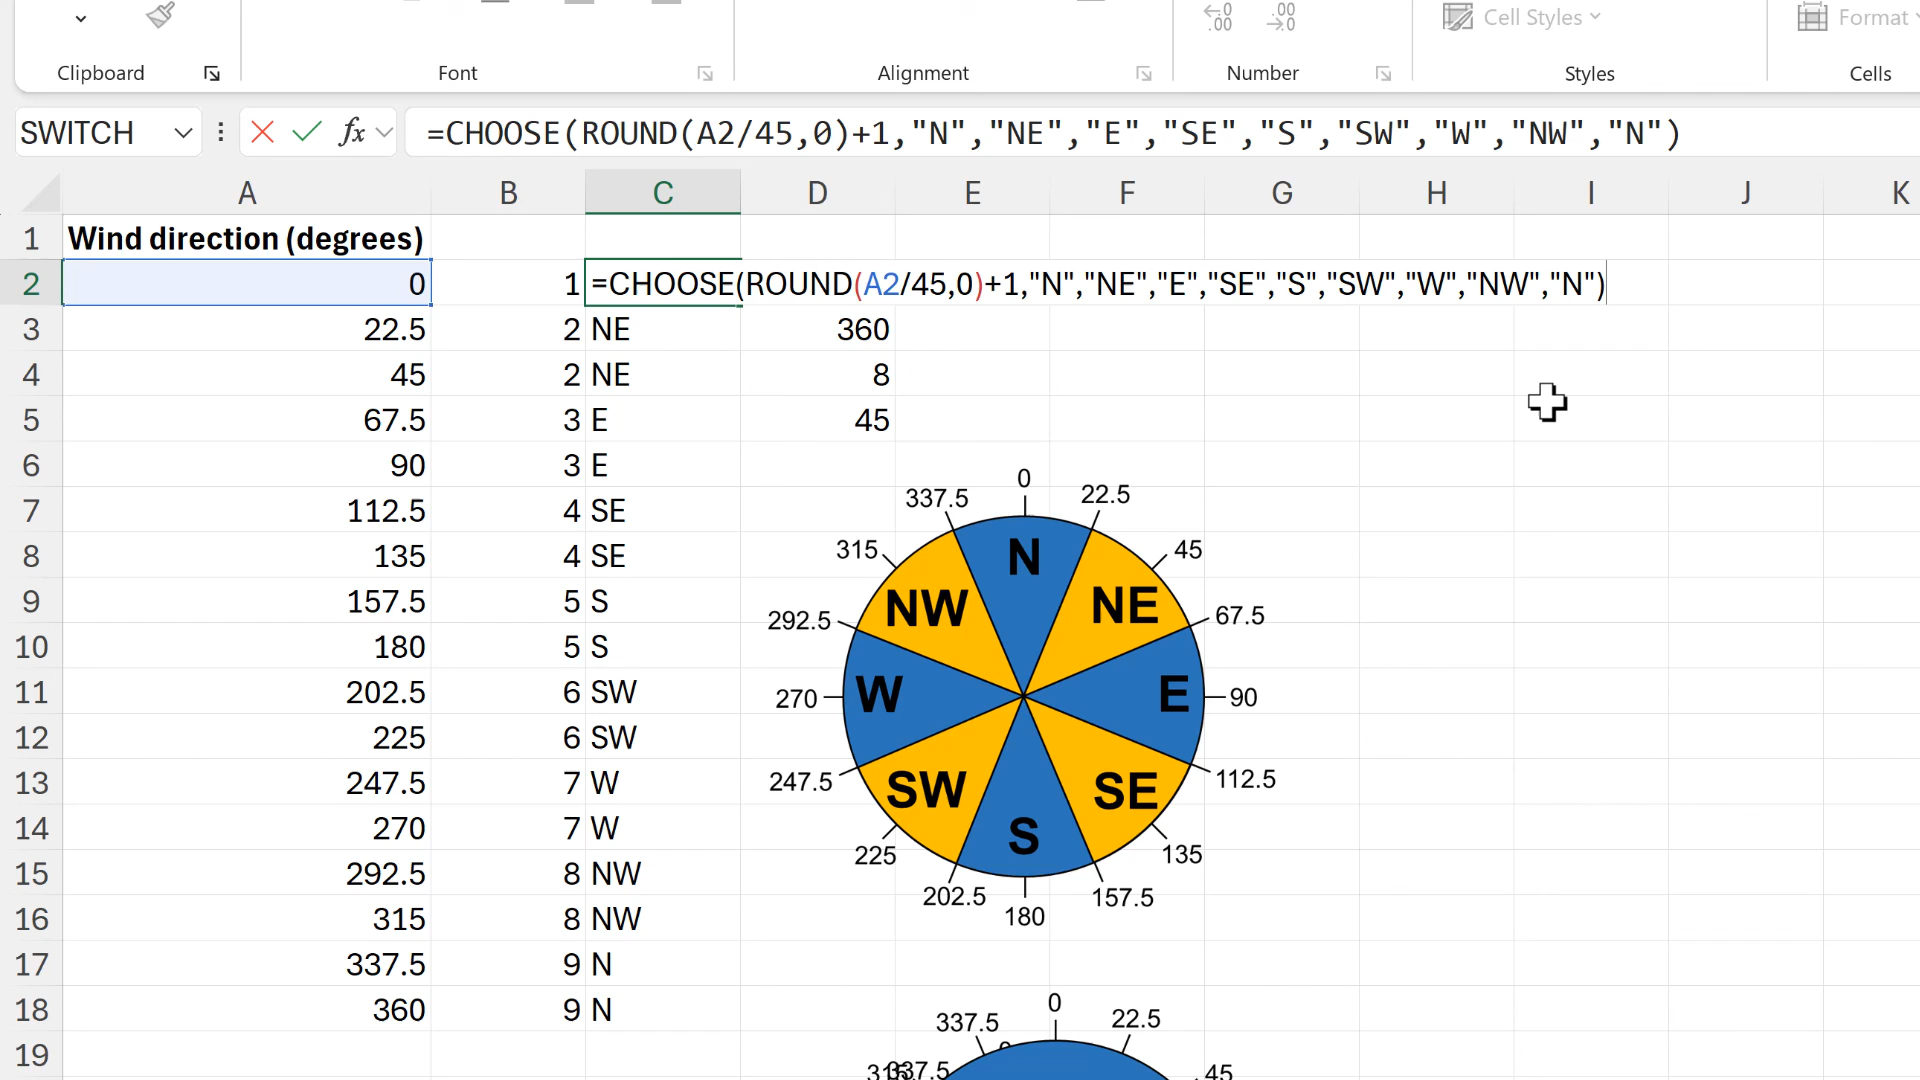 .00
.00
Cell Styles
Format
Clipboard
Font
Alignment
Number
Styles
Cells
SWITCH
fx
=CHOOSE(ROUND(A2/45,0)+1,"N","NE","E","SE","S","SW","W","NW","N")
A B C D E F G H I J K
1 Wind direction (degrees)
2 0 1 =CHOOSE(ROUND(A2/45,0)+1,"N","NE","E","SE","S","SW","W","NW","N")
3 22.5 2 NE 360
4 45 2 NE 8
5 67.5 3 E 45
6 90 3 E
7 112.5 4 SE
8 135 4 SE
9 157.5 5 S
10 180 5 S
11 202.5 6 SW
12 225 6 SW
13 247.5 7 W
14 270 7 W
15 292.5 8 NW
16 315 8 NW
17 337.5 9 N
18 360 9 N
19
0
337.5 22.5
315 N 45
NW NE
292.5 67.5
270 W E 90
247.5 SW SE 112.5
S
225 135
202.5 157.5
180
0
337.5 22.5
337.5 45